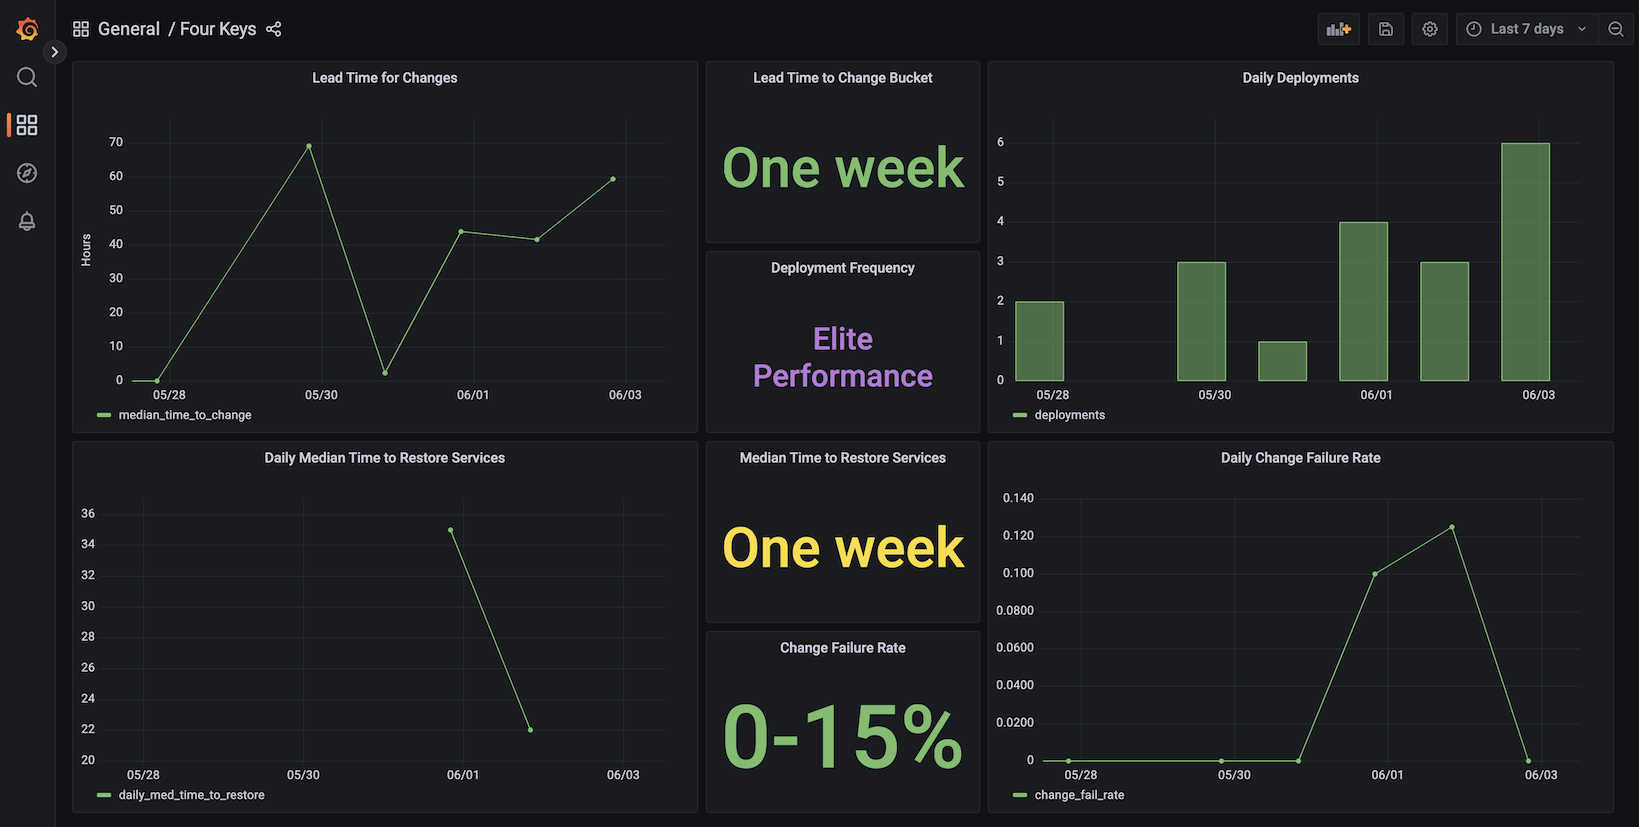 General / Four Keys
Last 7 days
Lead Time for Changes
Hours
70
60
50
40
30
20
10
0
05/28 05/30 06/01 06/03
median_time_to_change
Lead Time to Change Bucket
One week
Deployment Frequency
Elite
Performance
Daily Deployments
6
5
4
3
2
1
0
05/28 05/30 06/01 06/03
deployments
Daily Median Time to Restore Services
36
34
32
30
28
26
24
22
20
05/28 05/30 06/01 06/03
daily_med_time_to_restore
Median Time to Restore Services
One week
Change Failure Rate
0-15%
Daily Change Failure Rate
0.140
0.120
0.100
0.0800
0.0600
0.0400
0.0200
0
05/28 05/30 06/01 06/03
change_fail_rate